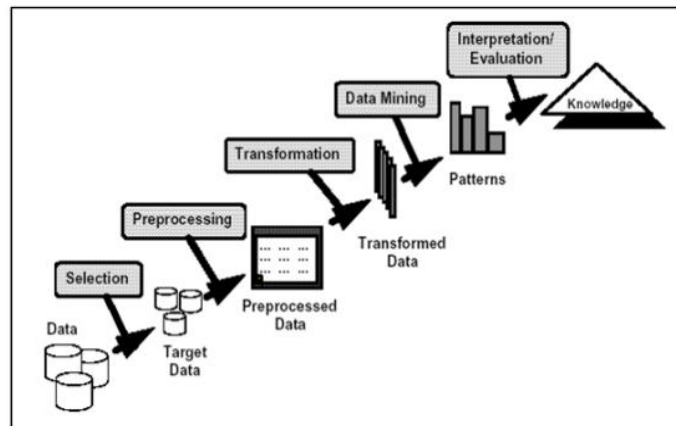 Interpretation/
Evaluation
Data Mining
Knowledge
Transformation
Patterns
Preprocessing
Transformed
Data
Selection
Preprocessed
Data
Data
Target
Data